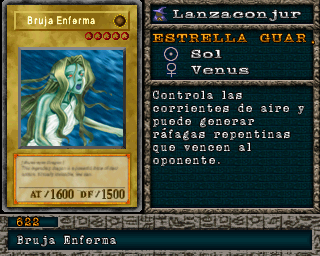 Bruja Enferma
AT/1600 DF/1500
Lanzaconjur
ESTRELLA GUAR.
Sol
Venus
Controla las
corrientes de aire y
puede generar
ráfagas repentinas
que vencen al
oponente.
622
Bruja Enferma